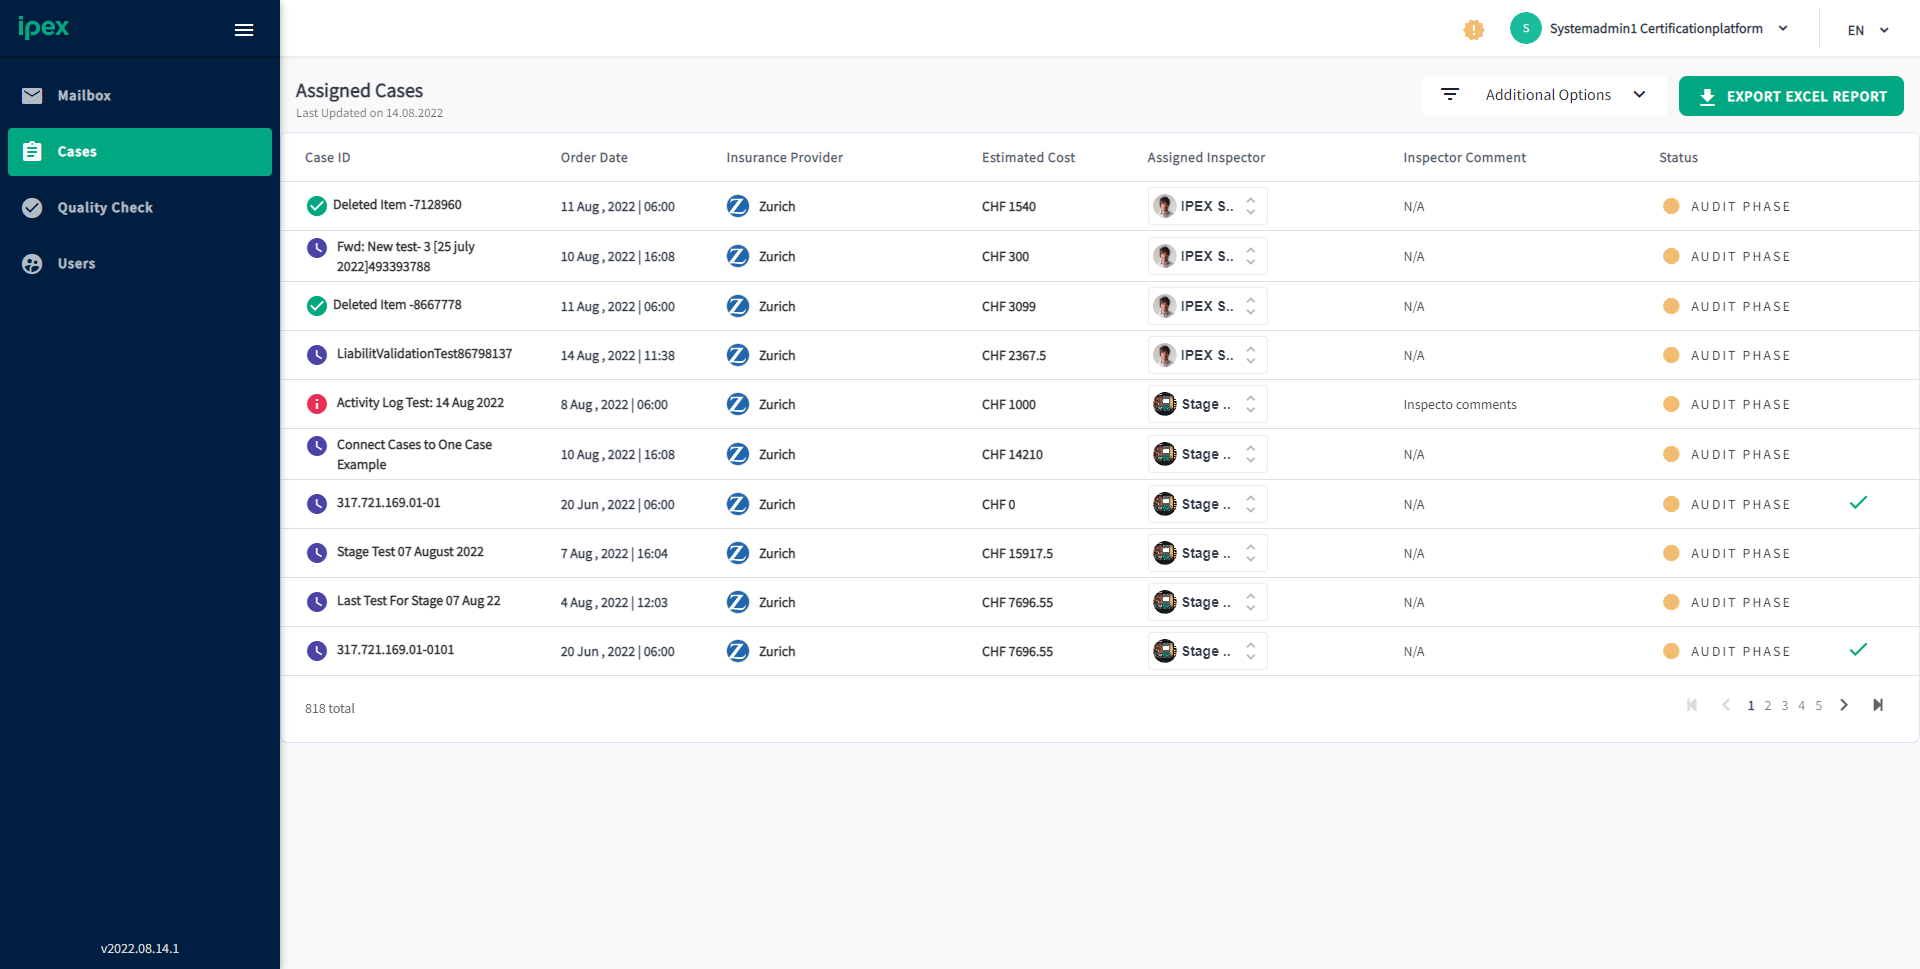 ipex
S
Systemadmin1 Certificationplatform
EN
Mailbox
Cases
Quality Check
Users
v2022.08.14.1
Assigned Cases
Last Updated on 14.08.2022
Additional Options
EXPORT EXCEL REPORT
Case ID Order Date Insurance Provider Estimated Cost Assigned Inspector Inspector Comment Status
Deleted Item -7128960 11 Aug , 2022 | 06:00 Zurich CHF 1540 IPEX S.. N/A AUDIT PHASE
Fwd: New test- 3 [25 july
2022]493393788 10 Aug , 2022 | 16:08 Zurich CHF 300 IPEX S.. N/A AUDIT PHASE
Deleted Item -8667778 11 Aug , 2022 | 06:00 Zurich CHF 3099 IPEX S.. N/A AUDIT PHASE
LiabilitValidationTest86798137 14 Aug , 2022 | 11:38 Zurich CHF 2367.5 IPEX S.. N/A AUDIT PHASE
Activity Log Test: 14 Aug 2022 8 Aug , 2022 | 06:00 Zurich CHF 1000 Stage .. Inspecto comments AUDIT PHASE
Connect Cases to One Case
Example 10 Aug , 2022 | 16:08 Zurich CHF 14210 Stage .. N/A AUDIT PHASE
317.721.169.01-01 20 Jun , 2022 | 06:00 Zurich CHF 0 Stage .. N/A AUDIT PHASE
Stage Test 07 August 2022 7 Aug , 2022 | 16:04 Zurich CHF 15917.5 Stage .. N/A AUDIT PHASE
Last Test For Stage 07 Aug 22 4 Aug , 2022 | 12:03 Zurich CHF 7696.55 Stage .. N/A AUDIT PHASE
317.721.169.01-0101 20 Jun , 2022 | 06:00 Zurich CHF 7696.55 Stage .. N/A AUDIT PHASE
818 total
1 2 3 4 5